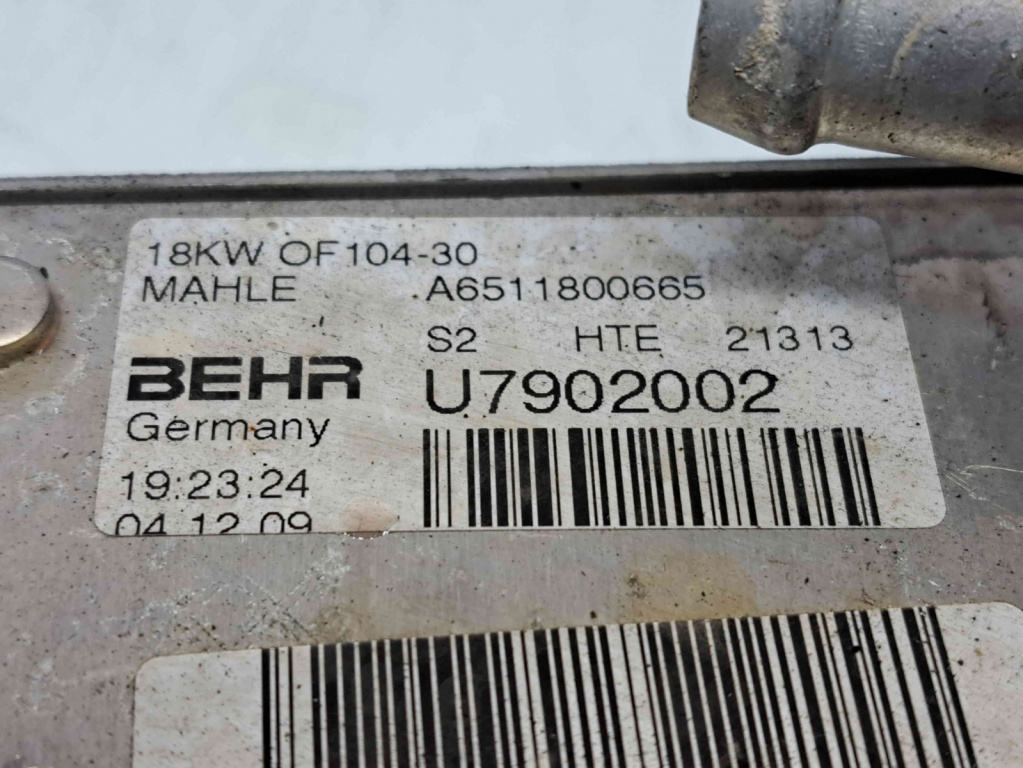 18KW OF104-30
MAHLE A6511800665
S2 HTE 21313
BEHR U7902002
Germany
19:23:24
04.12.09